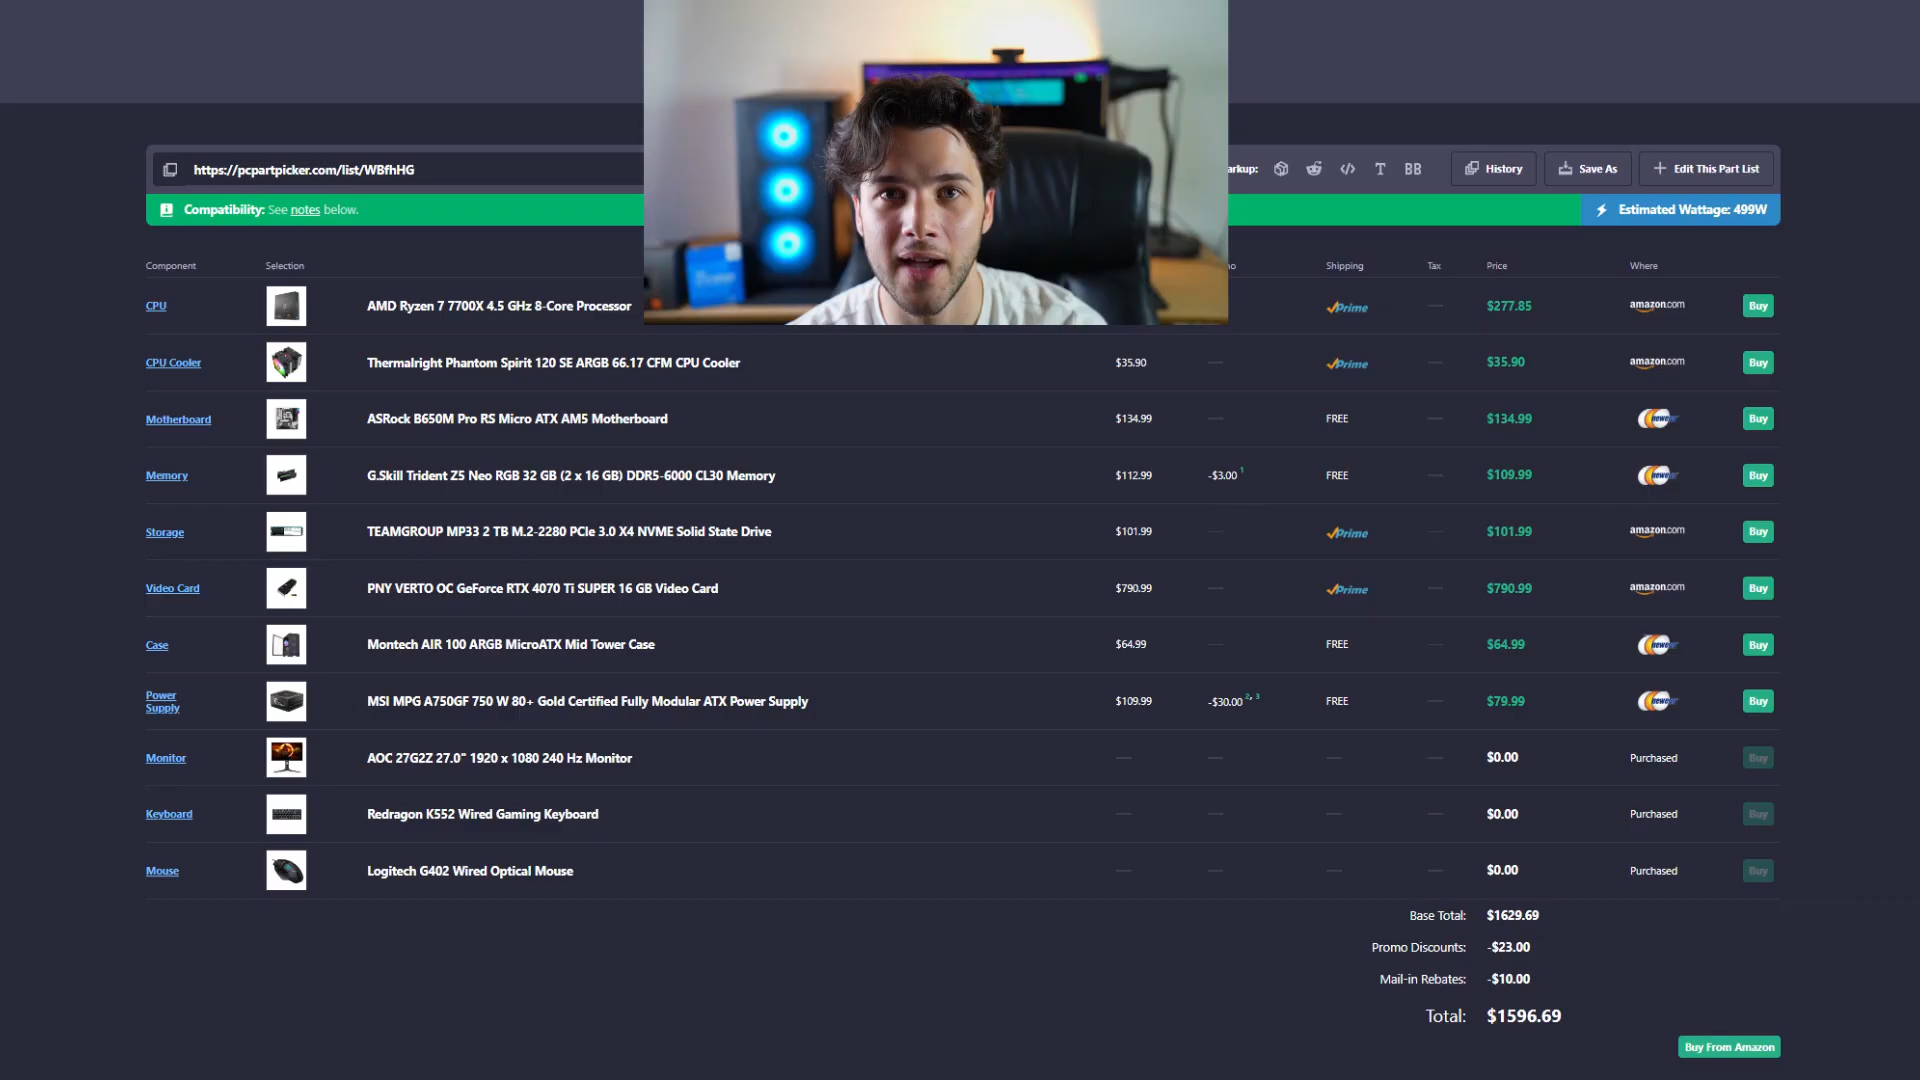 https://pcpartpicker.com/list/WBfhHG
arkup: T BB History Save As Edit This Part List
Compatibility: See notes below. Estimated Wattage: 499W
Component Selection Shipping Tax Price Where
CPU AMD Ryzen 7 7700X 4.5 GHz 8-Core Processor Prime — $277.85 amazon.com Buy
CPU Cooler Thermalright Phantom Spirit 120 SE ARGB 66.17 CFM CPU Cooler $35.90 — Prime — $35.90 amazon.com Buy
Motherboard ASRock B650M Pro RS Micro ATX AM5 Motherboard $134.99 — FREE — $134.99 Buy
Memory G.Skill Trident Z5 Neo RGB 32 GB (2 x 16 GB) DDR5-6000 CL30 Memory $112.99 -$3.00 1 FREE — $109.99 Buy
Storage TEAMGROUP MP33 2 TB M.2-2280 PCIe 3.0 X4 NVME Solid State Drive $101.99 — Prime — $101.99 amazon.com Buy
Video Card PNY VERTO OC GeForce RTX 4070 Ti SUPER 16 GB Video Card $790.99 — Prime — $790.99 amazon.com Buy
Case Montech AIR 100 ARGB MicroATX Mid Tower Case $64.99 — FREE — $64.99 Buy
Power
Supply MSI MPG A750GF 750 W 80+ Gold Certified Fully Modular ATX Power Supply $109.99 -$30.00 2, 3 FREE — $79.99 Buy
Monitor AOC 27G2Z 27.0" 1920 x 1080 240 Hz Monitor — — — — $0.00 Purchased Buy
Keyboard Redragon K552 Wired Gaming Keyboard — — — — $0.00 Purchased Buy
Mouse Logitech G402 Wired Optical Mouse — — — — $0.00 Purchased Buy
Base Total: $1629.69
Promo Discounts: -$23.00
Mail-in Rebates: -$10.00
Total: $1596.69
Buy From Amazon